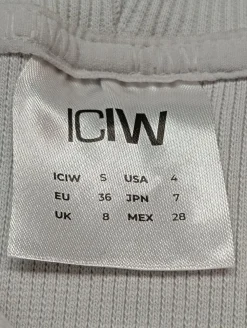 ICIW
ICIW S USA 4
EU 36 JPN 7
UK 8 MEX 28